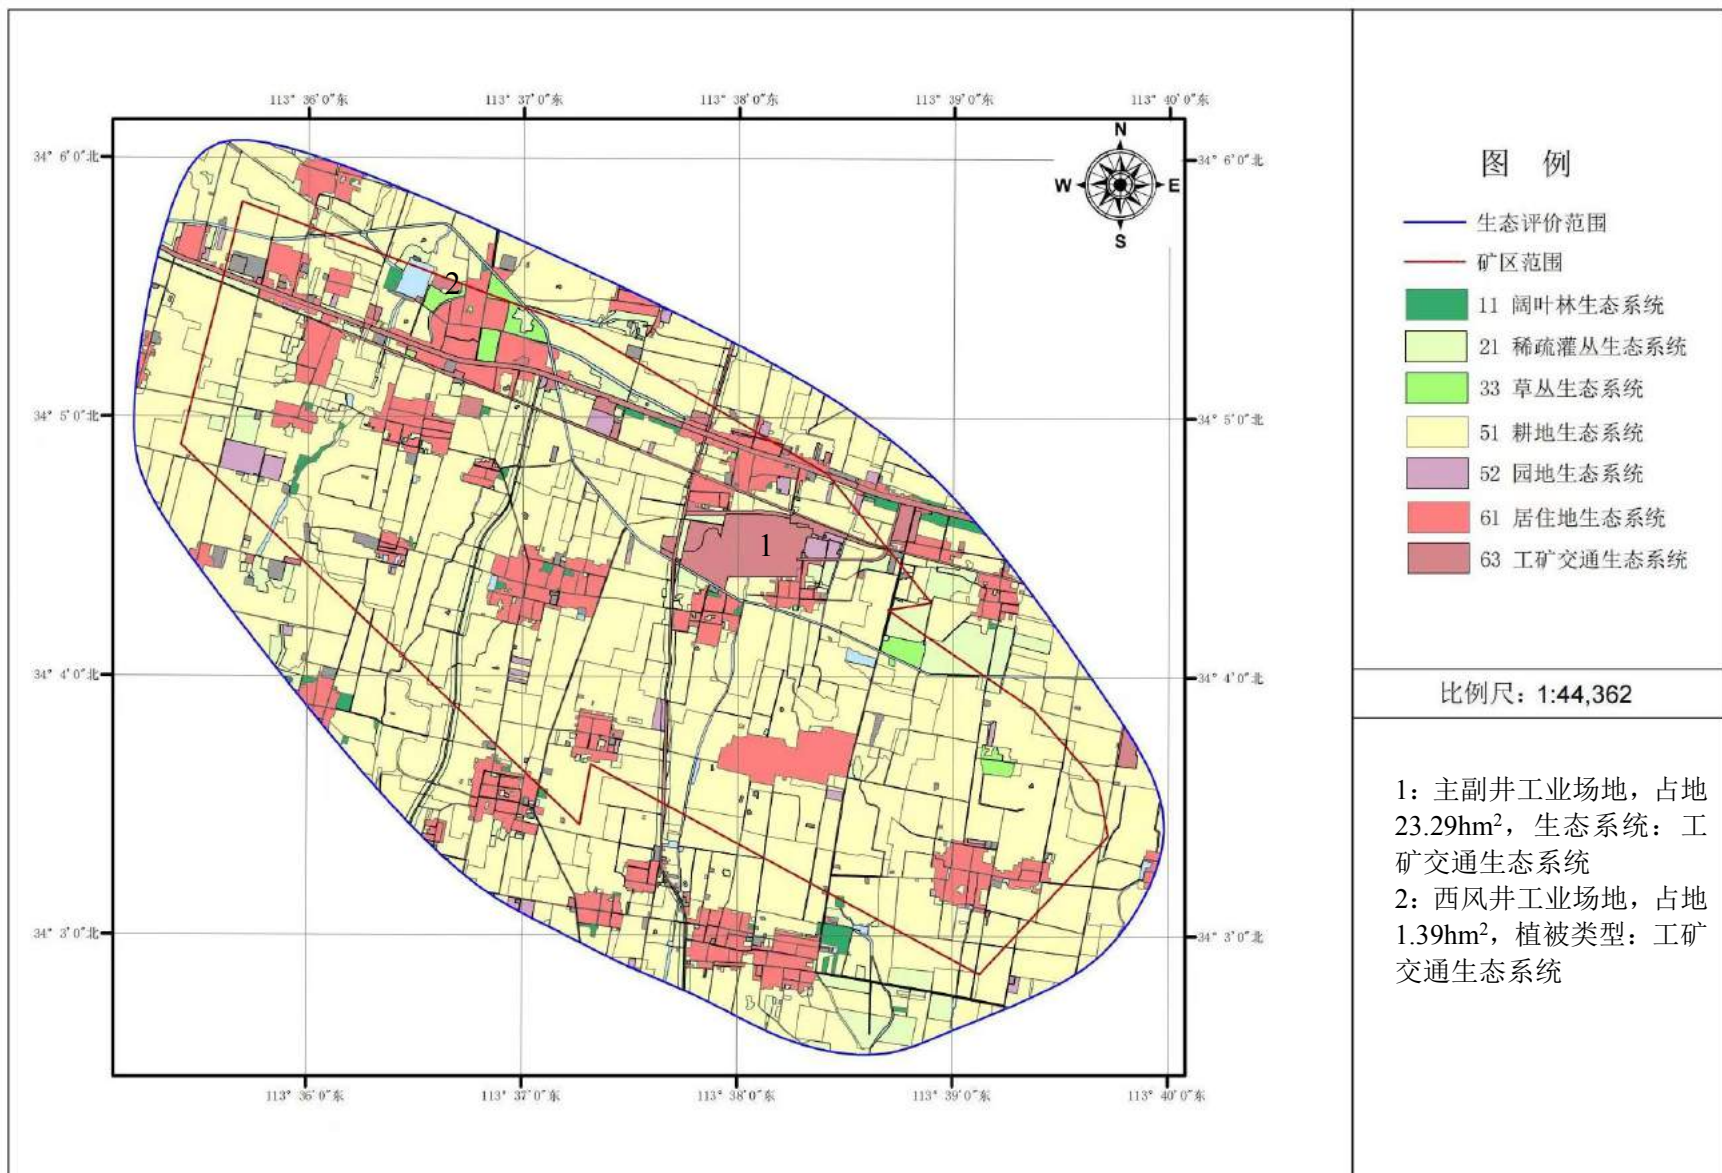 113° 36′0″东 113° 37′0″东 113° 38′0″东 113° 39′0″东 113° 40′0″东
34° 6′0″北
34° 6′0″北
N
W
E
S
2
34° 5′0″北
34° 5′0″北
1
34° 4′0″北
34° 4′0″北
34° 3′0″北
34° 3′0″北
113° 36′0″东 113° 37′0″东 113° 38′0″东 113° 39′0″东 113° 40′0″东
图 例
生态评价范围
矿区范围
11 阔叶林生态系统
21 稀疏灌丛生态系统
33 草丛生态系统
51 耕地生态系统
52 园地生态系统
61 居住地生态系统
63 工矿交通生态系统
比例尺：1:44,362
1：主副井工业场地，占地
23.29hm²，生态系统：工
矿交通生态系统
2：西风井工业场地，占地
1.39hm²，植被类型：工矿
交通生态系统